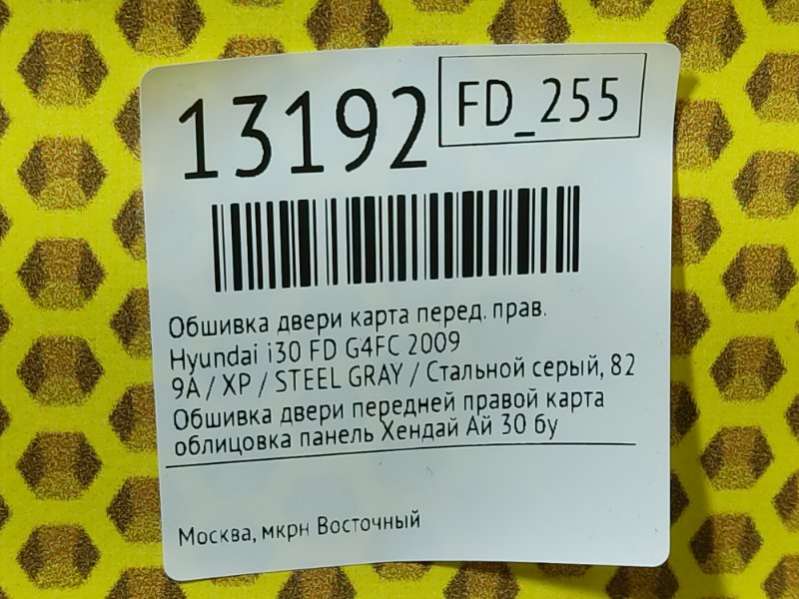 13192
FD_255
Обшивка двери карта перед. прав.
Hyundai i30 FD G4FC 2009
9A / XP / STEEL GRAY / Стальной серый, 82
Обшивка двери передней правой карта
облицовка панель Хендай Ай 30 бу
Москва, мкрн Восточный